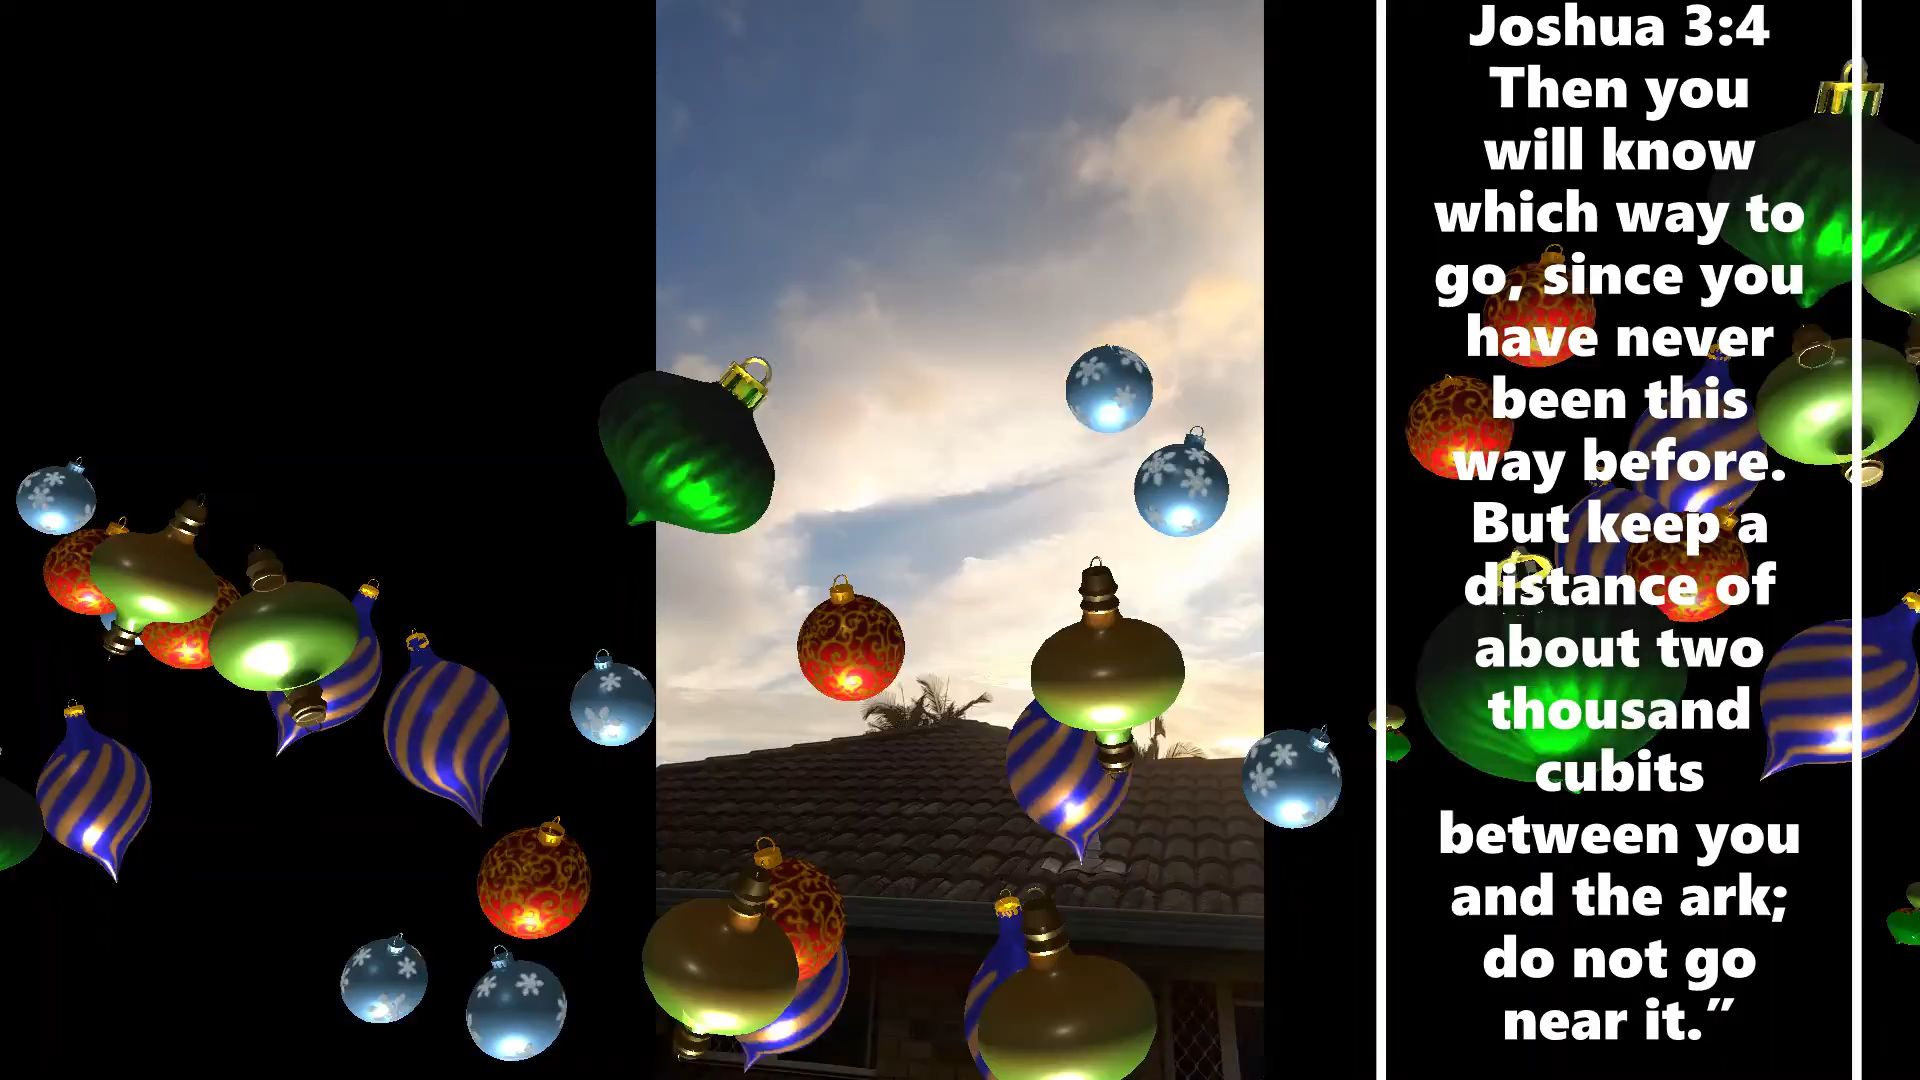 Joshua 3:4
Then you
will know
which way to
go, since you
have never
been this
way before.
But keep a
distance of
about two
thousand
cubits
between you
and the ark;
do not go
near it.”